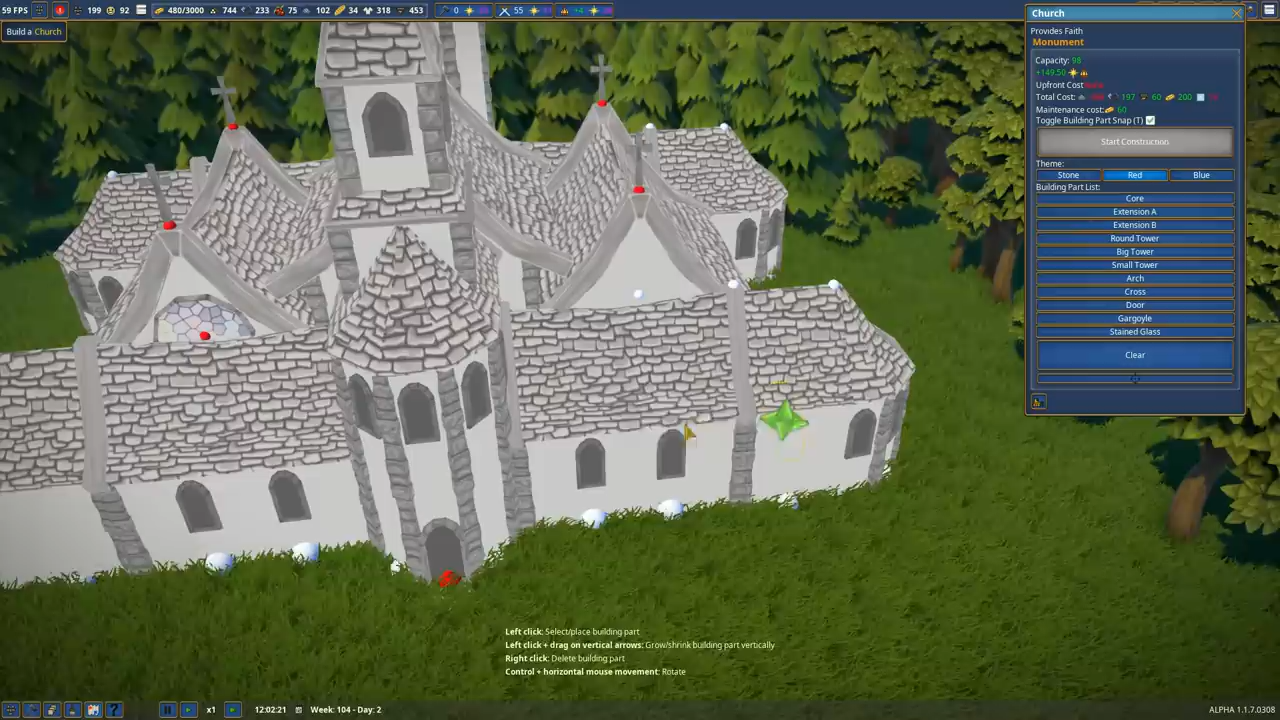 59 FPS 199 92 480/3000 744 233 75 102 34 318 453 0 55 +4
Build a Church
Church
Provides Faith
Monument
Capacity: 98
+149.50
Upfront Cost
Total Cost: 197 60 200
Maintenance cost: 60
Toggle Building Part Snap (T)
Start Construction
Theme:
Stone Red Blue
Building Part List:
Core
Extension A
Extension B
Round Tower
Big Tower
Small Tower
Arch
Cross
Door
Gargoyle
Stained Glass
Clear
Left click: Select/place building part
Left click + drag on vertical arrows: Grow/shrink building part vertically
Right click: Delete building part
Control + horizontal mouse movement: Rotate
x1 12:02:21 Week: 104 - Day: 2
ALPHA 1.1.7.0308